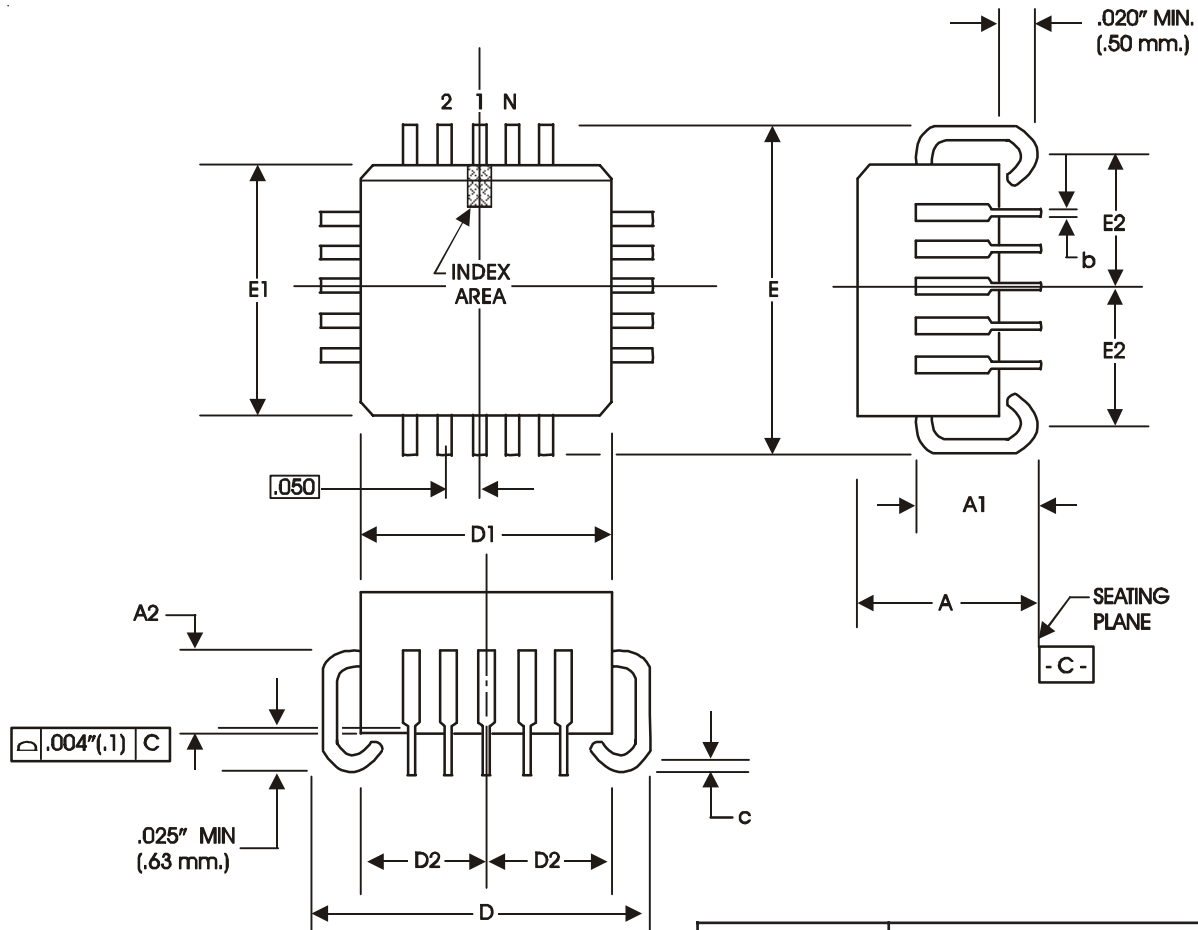 .020" MIN.
(.50 mm.)
2 1 N
E1
INDEX
AREA
E
E2
b
E2
.050
D1
A1
A
SEATING
PLANE
- C -
A2
.004"(.1) C
.025" MIN
(.63 mm.)
c
D2 D2
D